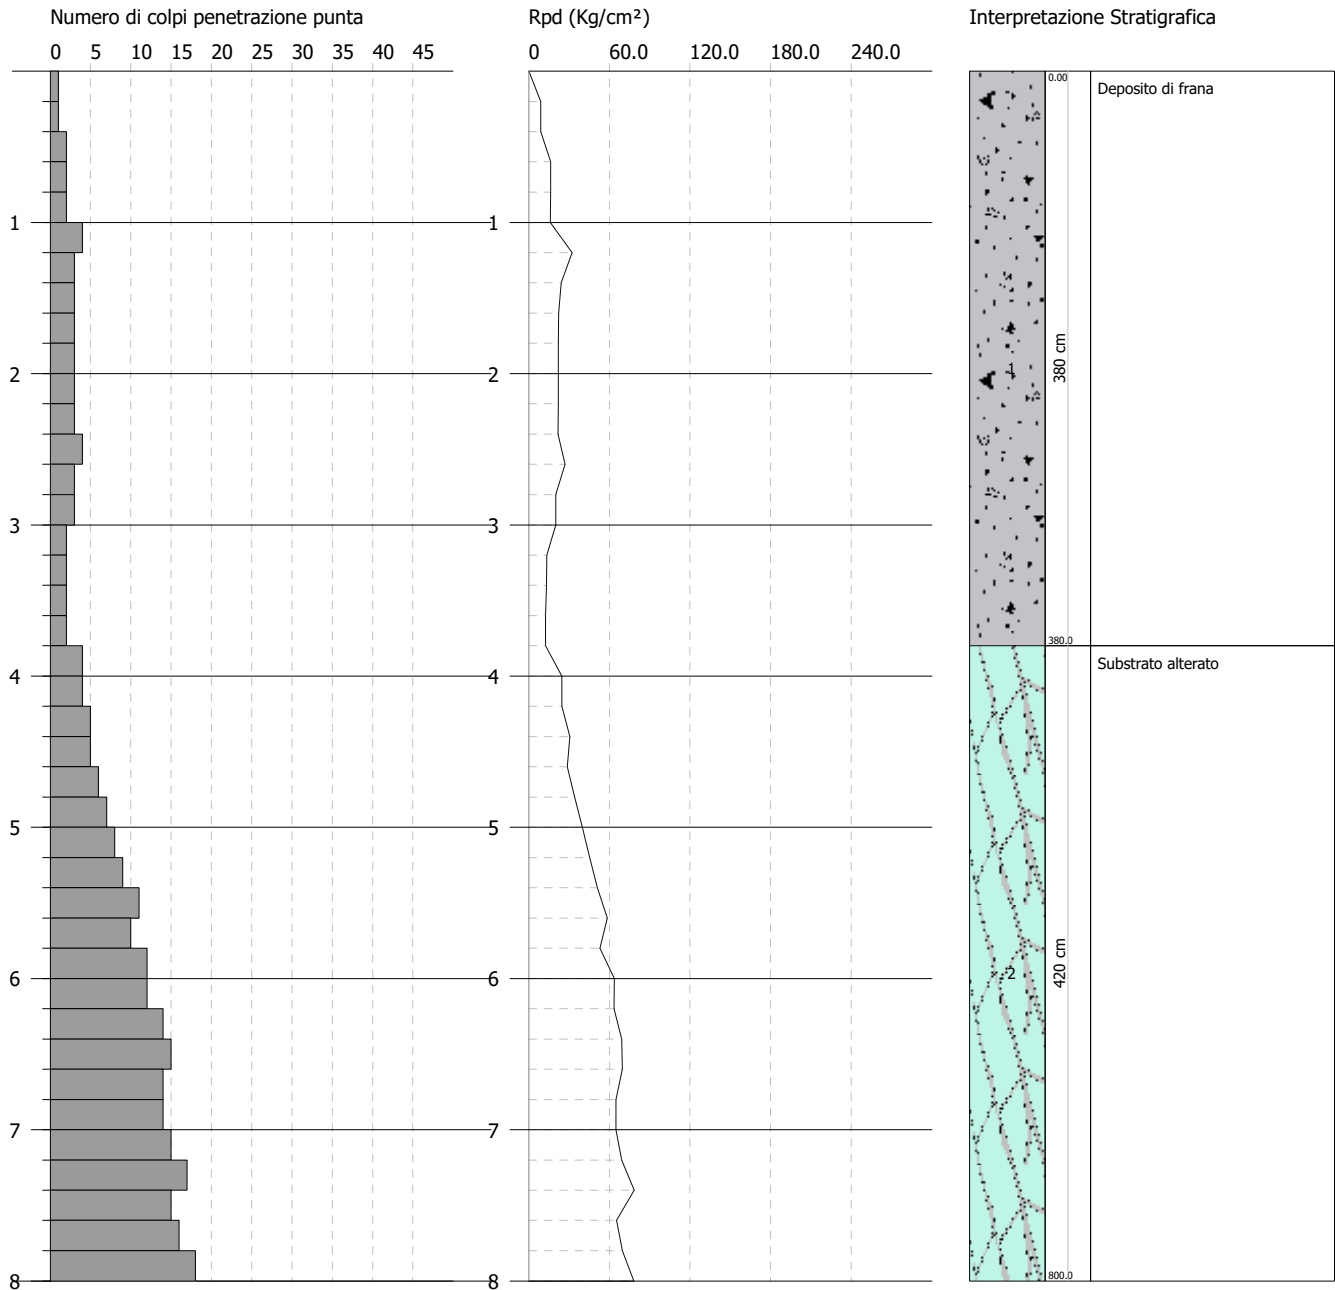 Numero di colpi penetrazione punta
Rpd (Kg/cm²)
Interpretazione Stratigrafica
0 5 10 15 20 25 30 35 40 45
0 60.0 120.0 180.0 240.0
0.00
Deposito di frana
1 1
380 cm
1
2 2
3 3
380.0
Substrato alterato
4 4
5 5
420 cm
2
6 6
7 7
800.0
8 8